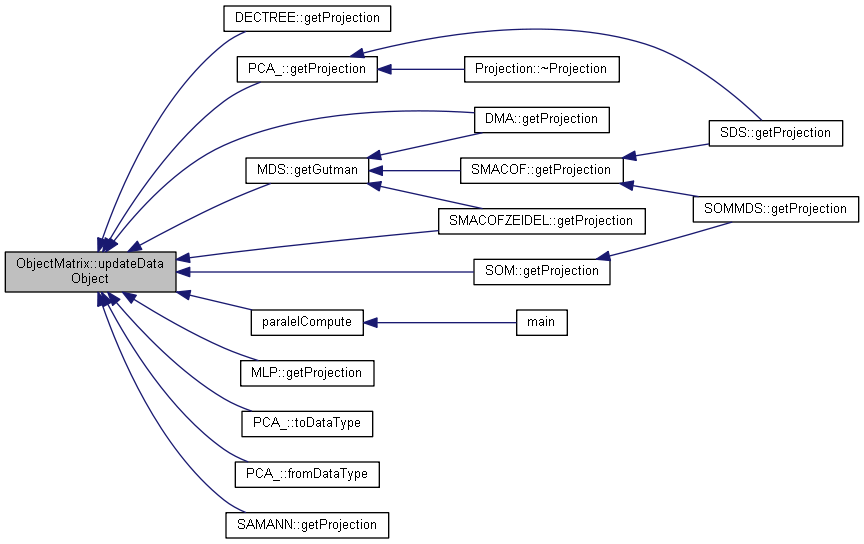 DECTREE::getProjection
PCA_::getProjection
Projection::~Projection
DMA::getProjection
SDS::getProjection
MDS::getGutman
SMACOF::getProjection
SOMMDS::getProjection
SMACOFZEIDEL::getProjection
ObjectMatrix::updateData
Object
SOM::getProjection
paralelCompute
main
MLP::getProjection
PCA_::toDataType
PCA_::fromDataType
SAMANN::getProjection